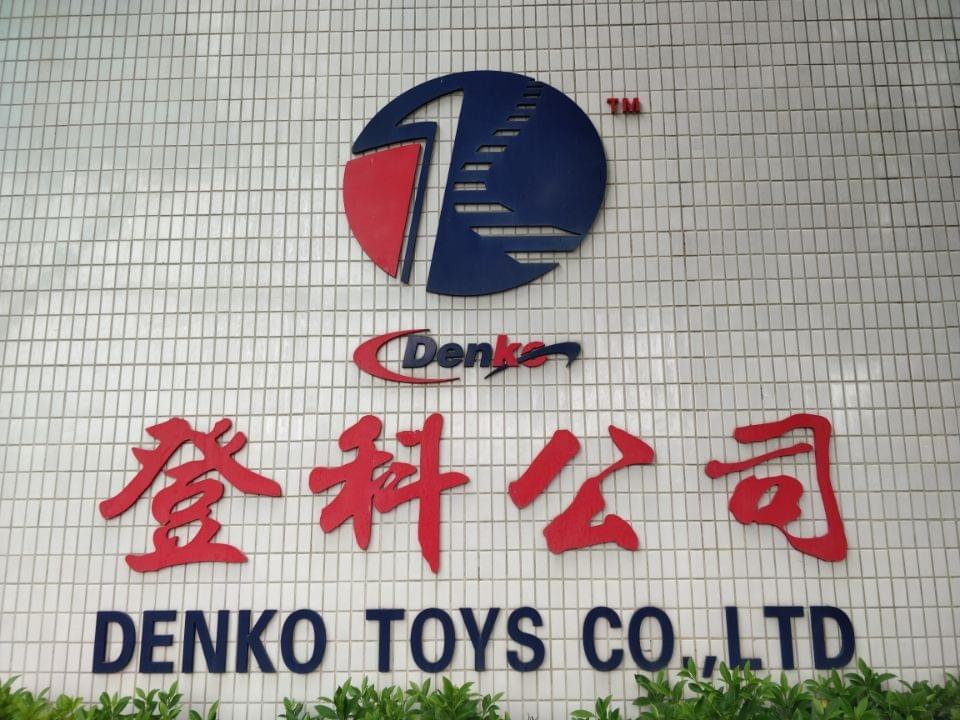 TM
Denko
登科公司
DENKO TOYS CO.,LTD